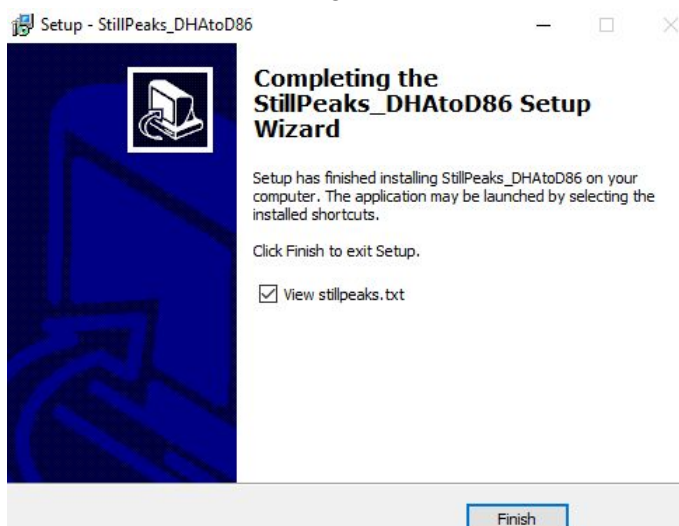 Setup - StillPeaks_DHAtoD86
Completing the
StillPeaks_DHAtoD86 Setup
Wizard
Setup has finished installing StillPeaks_DHAtoD86 on your
computer. The application may be launched by selecting the
installed shortcuts.
Click Finish to exit Setup.
View stillpeaks.txt
Finish